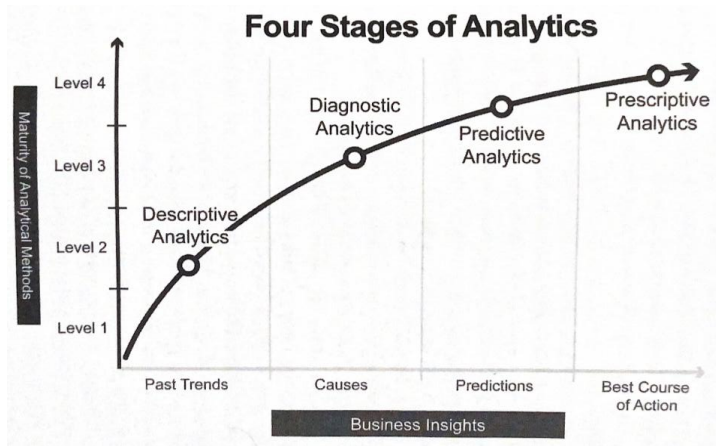 Four Stages of Analytics
Maturity of Analytical Methods
Level 4
Level 3
Level 2
Level 1
Descriptive
Analytics
Diagnostic
Analytics
Predictive
Analytics
Prescriptive
Analytics
Past Trends
Causes
Predictions
Best Course
of Action
Business Insights